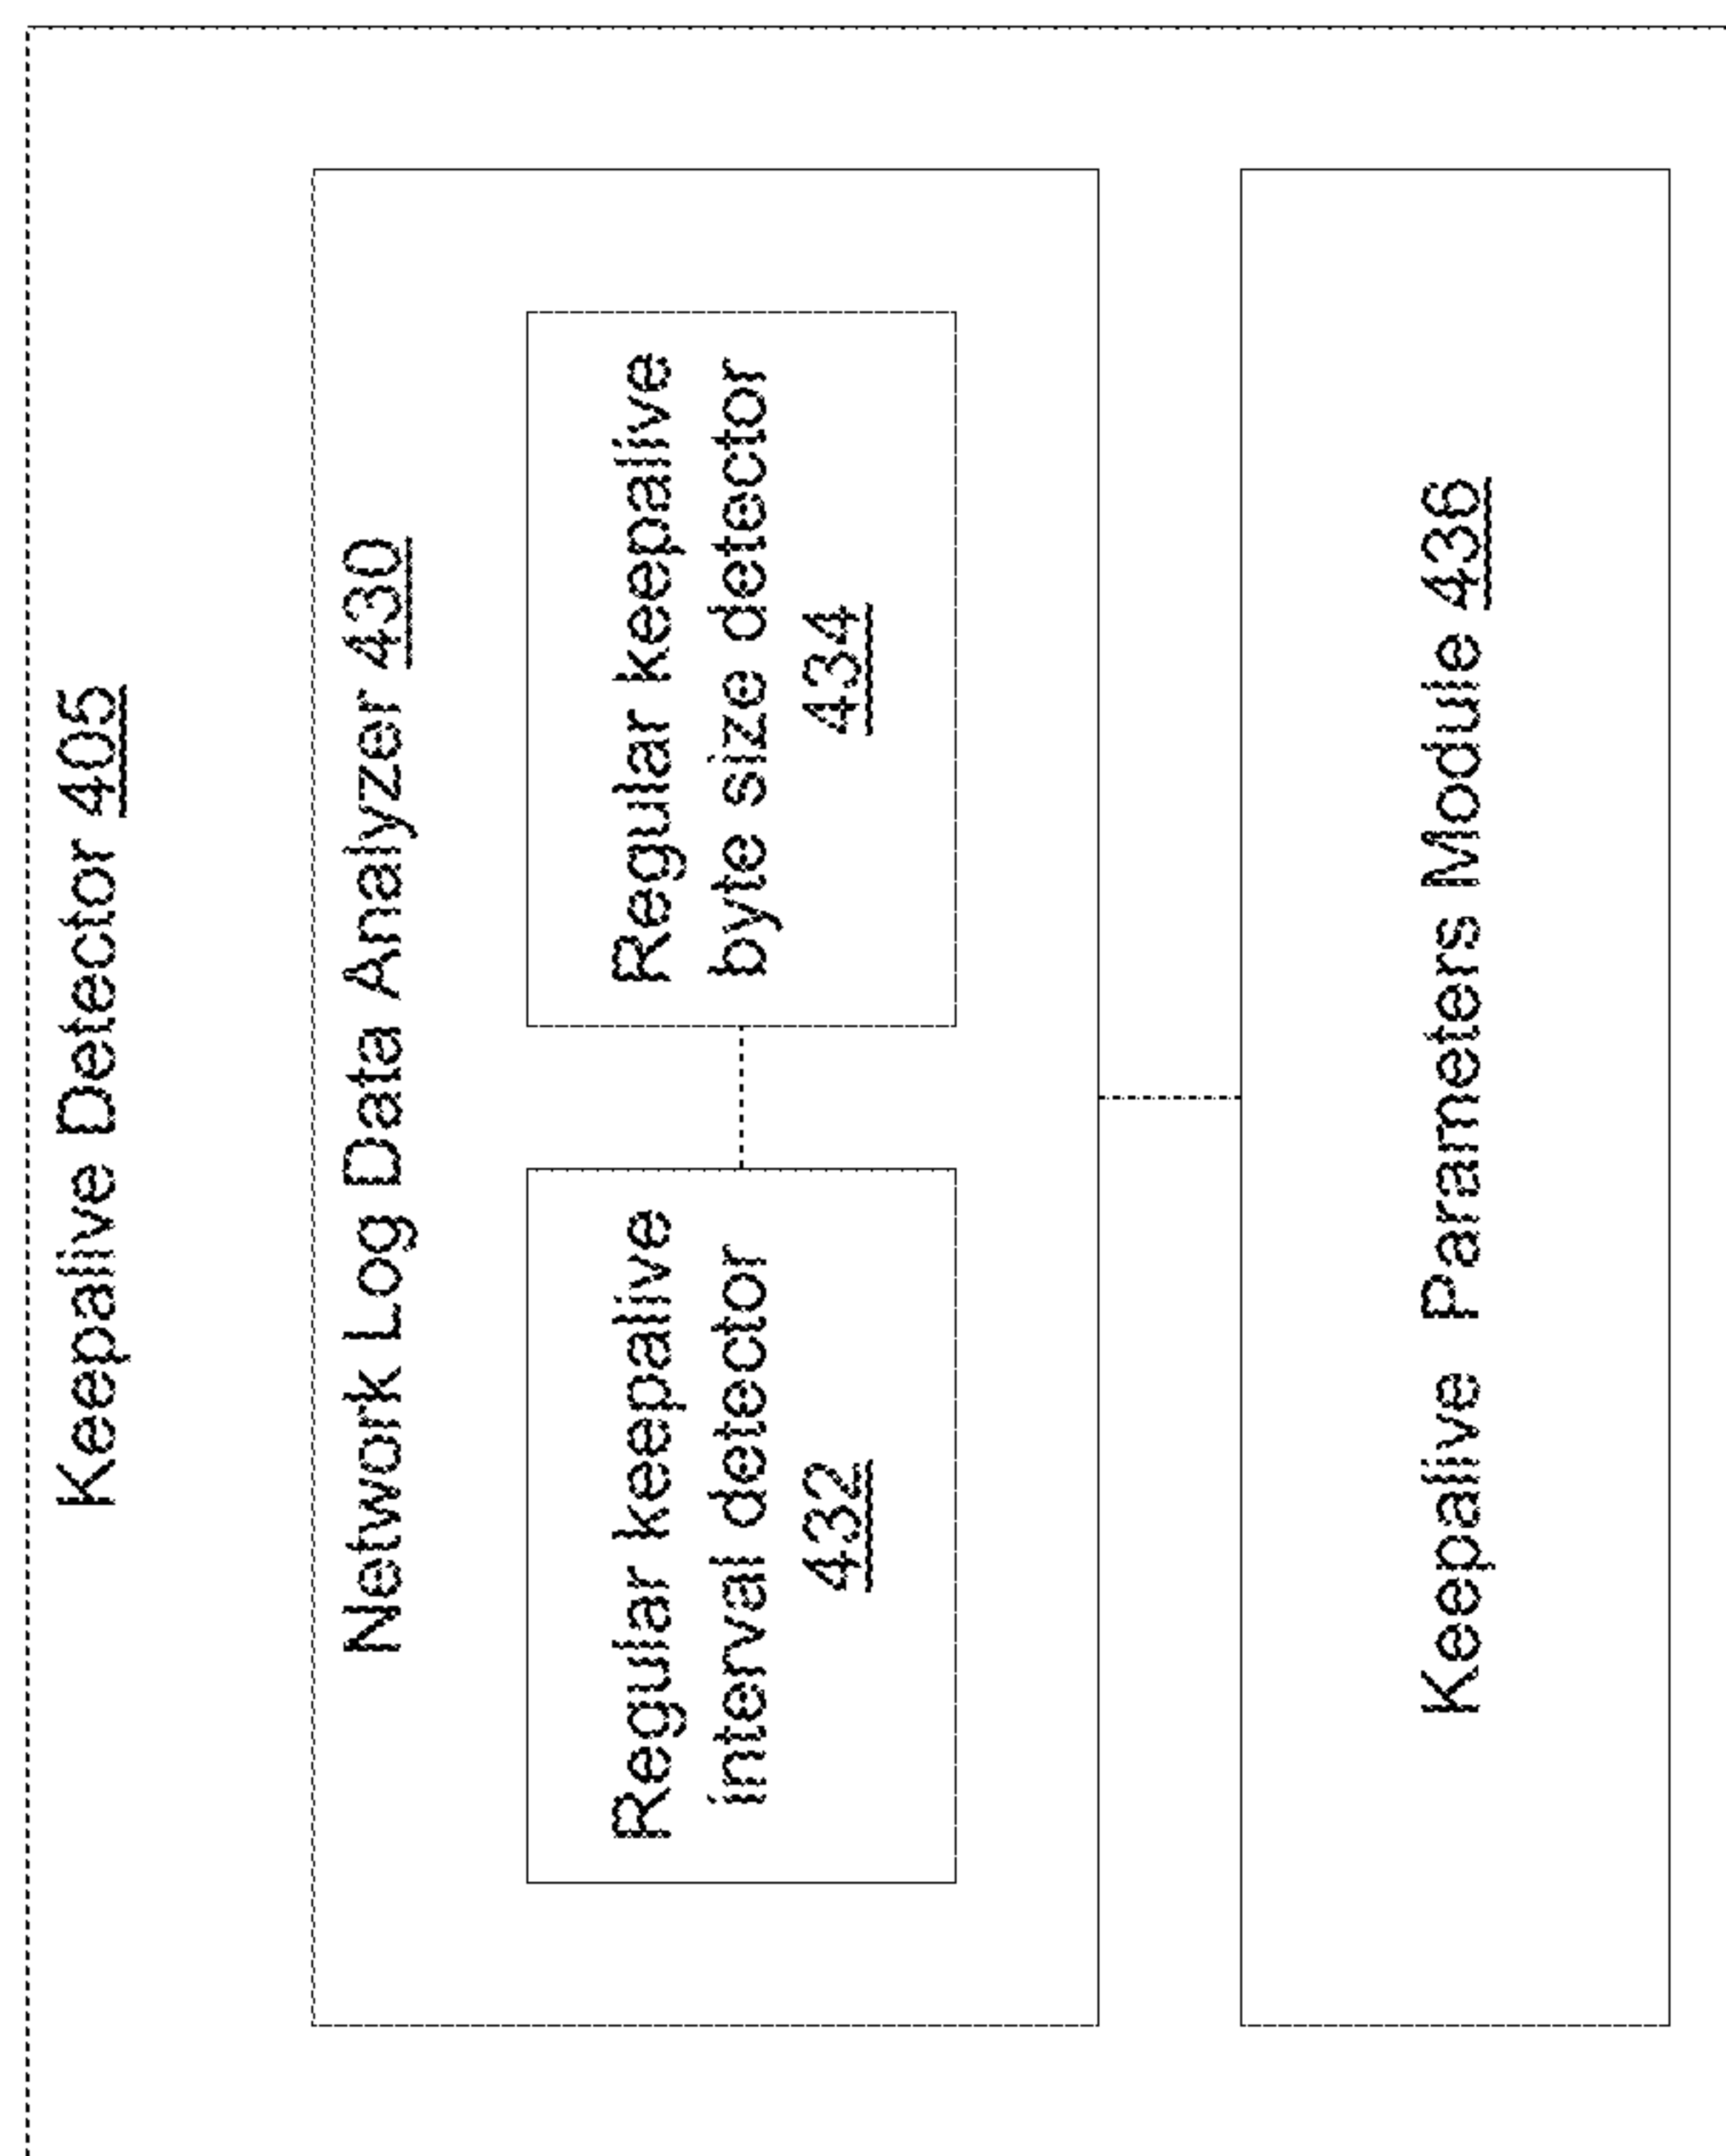 Keepalive Detector 405
Network Log Data Analyzer 430
Regular keepalive
interval detector
432
Regular keepalive
byte size detector
434
Keepalive Parameters Module 436